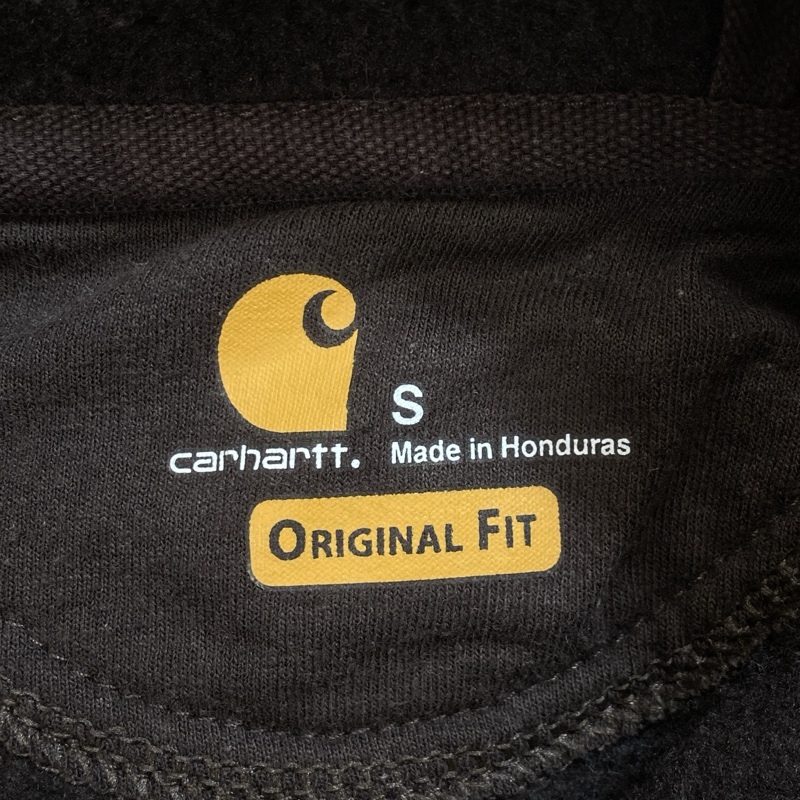 S
carhartt.
Made in Honduras
ORIGINAL FIT